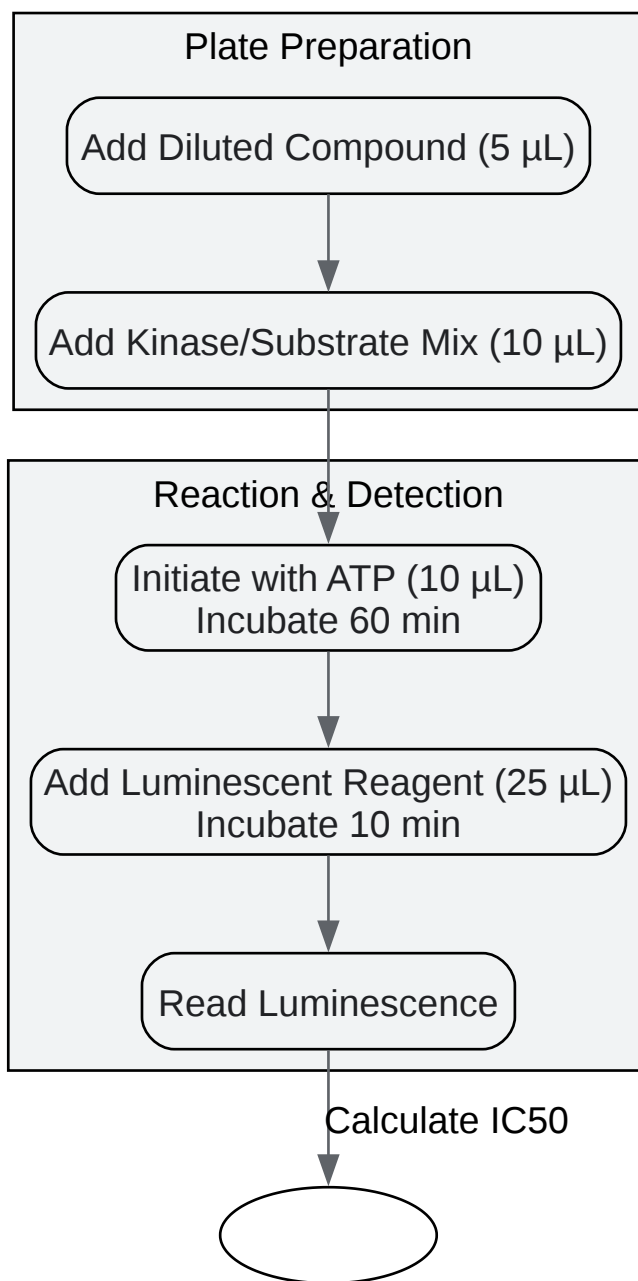 Plate Preparation
Add Diluted Compound (5 µL)
Add Kinase/Substrate Mix (10 µL)
Reaction & Detection
Initiate with ATP (10 µL)
Incubate 60 min
Add Luminescent Reagent (25 µL)
Incubate 10 min
Read Luminescence
Calculate IC50